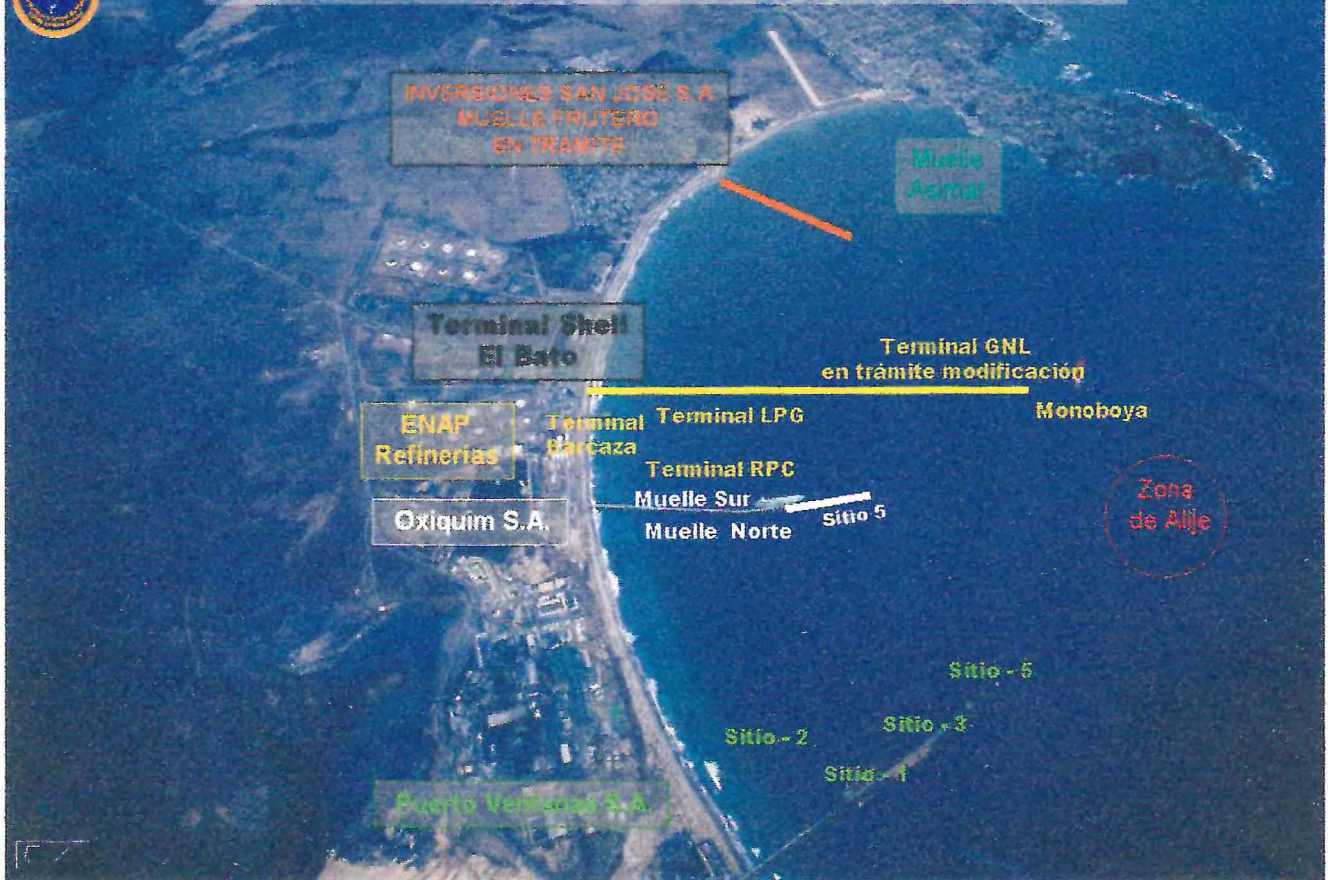 INVERSIONES SAN JOSE S.A
MUELLE FRUTERO
EN TRAMITE
Muelle
Asimar
Terminal Shell
El Bato
Terminal GNL
en trámite modificación
Monoboya
ENAP
Refinerias
Terminal
Barcaza
Terminal LPG
Terminal RPC
Oxiquim S.A.
Muelle Sur
Muelle Norte
Sitio 5
Zona
de Alije
Sitio - 5
Sitio - 3
Sitio - 2
Sitio - 1
Puerto Ventanas S.A.